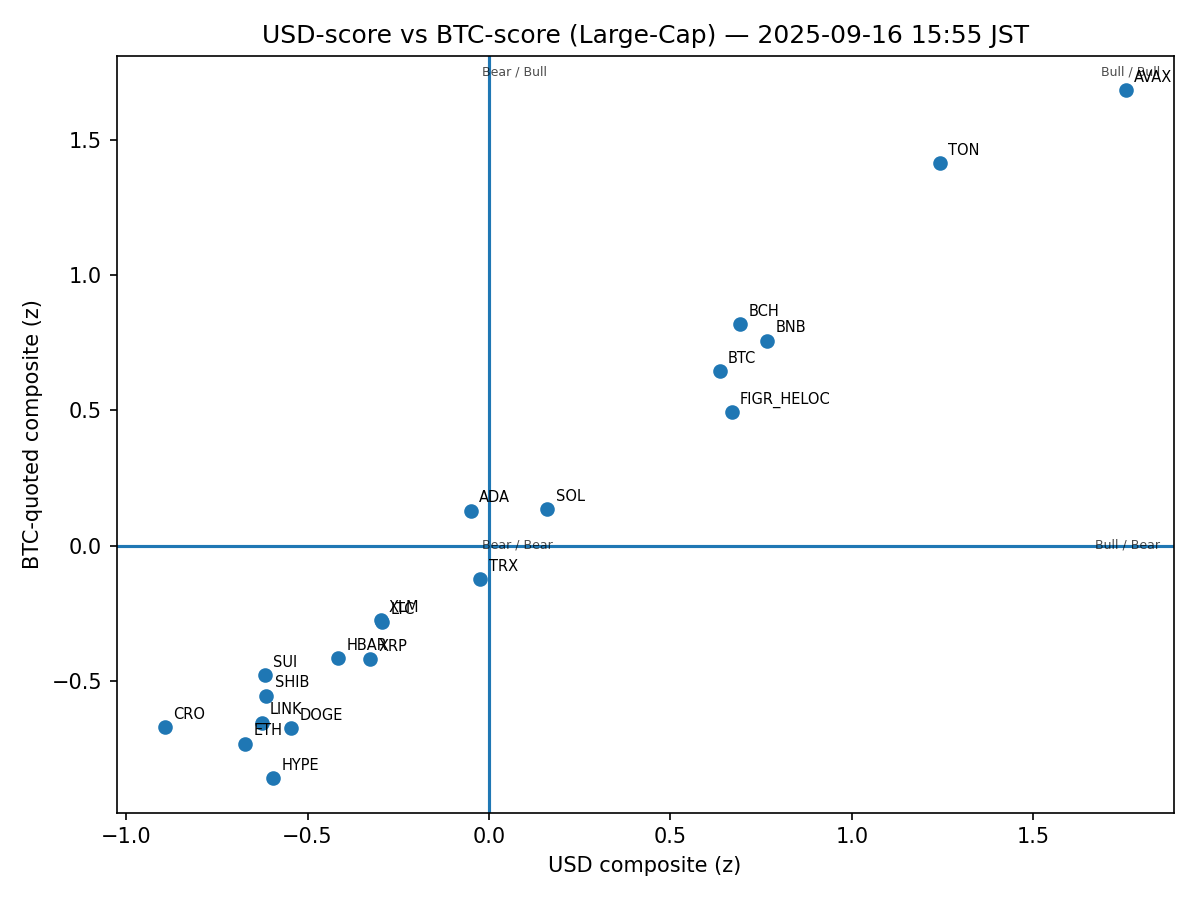 USD-score vs BTC-score (Large-Cap) — 2025-09-16 15:55 JST
Bear / Bull
Bull / Bull
AVAX
TON
BCH
BNB
BTC
FIGR_HELOC
ADA
SOL
Bear / Bear
Bull / Bear
TRX
XLM
LTC
HBAR
XRP
SUI
SHIB
LINK
DOGE
CRO
ETH
HYPE
1.5
1.0
0.5
0.0
−0.5
BTC-quoted composite (z)
−1.0
−0.5
0.0
0.5
1.0
1.5
USD composite (z)